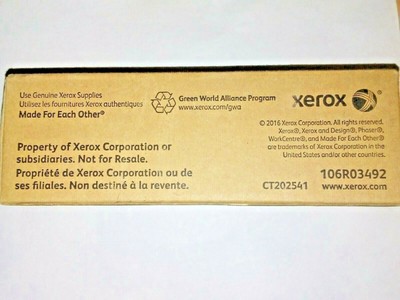 Use Genuine Xerox Supplies
Utilisez les fournitures Xerox authentiques
Made For Each Other®
Green World Alliance Program
www.xerox.com/gwa
xerox
© 2016 Xerox Corporation. All rights reserved.
Xerox®, Xerox and Design®, Phaser®,
WorkCentre®, and Made For Each Other®
are trademarks of Xerox Corporation in the
United States and/or other countries.
Property of Xerox Corporation or
subsidiaries. Not for Resale.
Propriété de Xerox Corporation ou de
ses filiales. Non destiné à la revente.
CT202541
106R03492
www.xerox.com